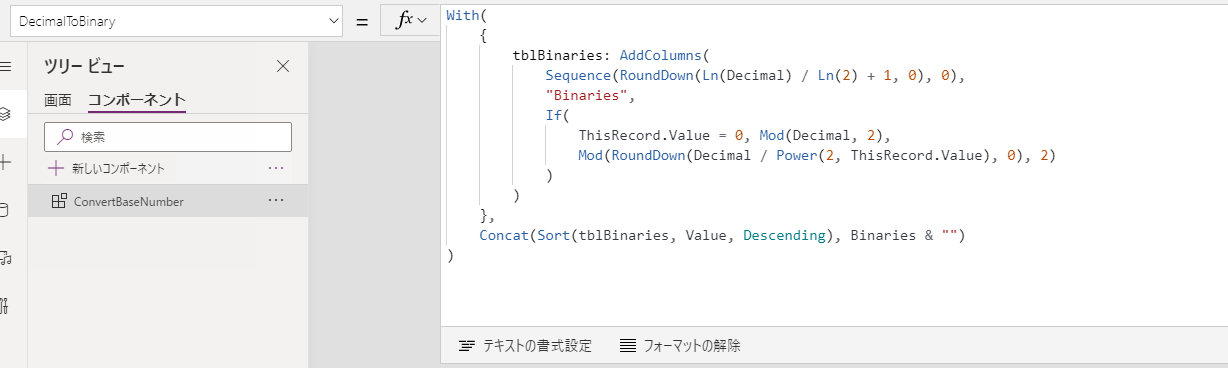 DecimalToBinary
=
fx
With(
{
tblBinaries: AddColumns(
Sequence(RoundDown(Ln(Decimal) / Ln(2) + 1, 0), 0),
"Binaries",
If(
ThisRecord.Value = 0, Mod(Decimal, 2),
Mod(RoundDown(Decimal / Power(2, ThisRecord.Value), 0), 2)
)
)
},
Concat(Sort(tblBinaries, Value, Descending), Binaries & "")
)
ツリー ビュー
画面 コンポーネント
検索
新しいコンポーネント
ConvertBaseNumber
テキストの書式設定 フォーマットの解除